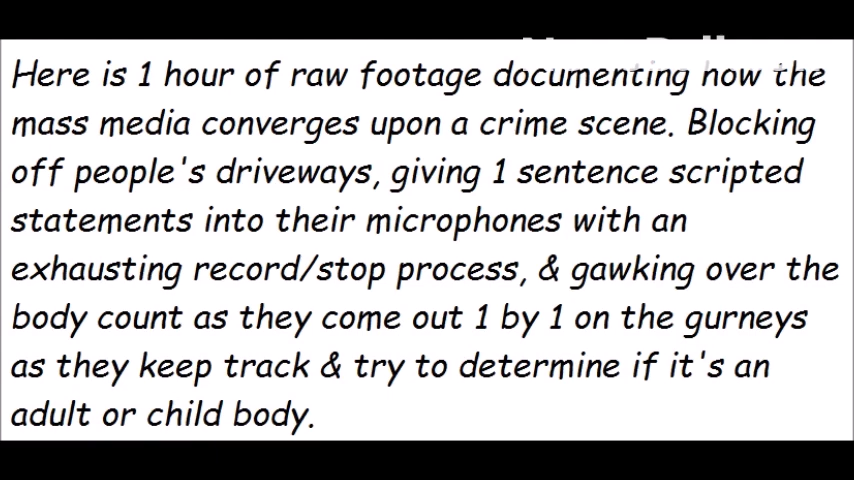 Here is 1 hour of raw footage documenting how the
mass media converges upon a crime scene. Blocking
off people's driveways, giving 1 sentence scripted
statements into their microphones with an
exhausting record/stop process, & gawking over the
body count as they come out 1 by 1 on the gurneys
as they keep track & try to determine if it's an
adult or child body.